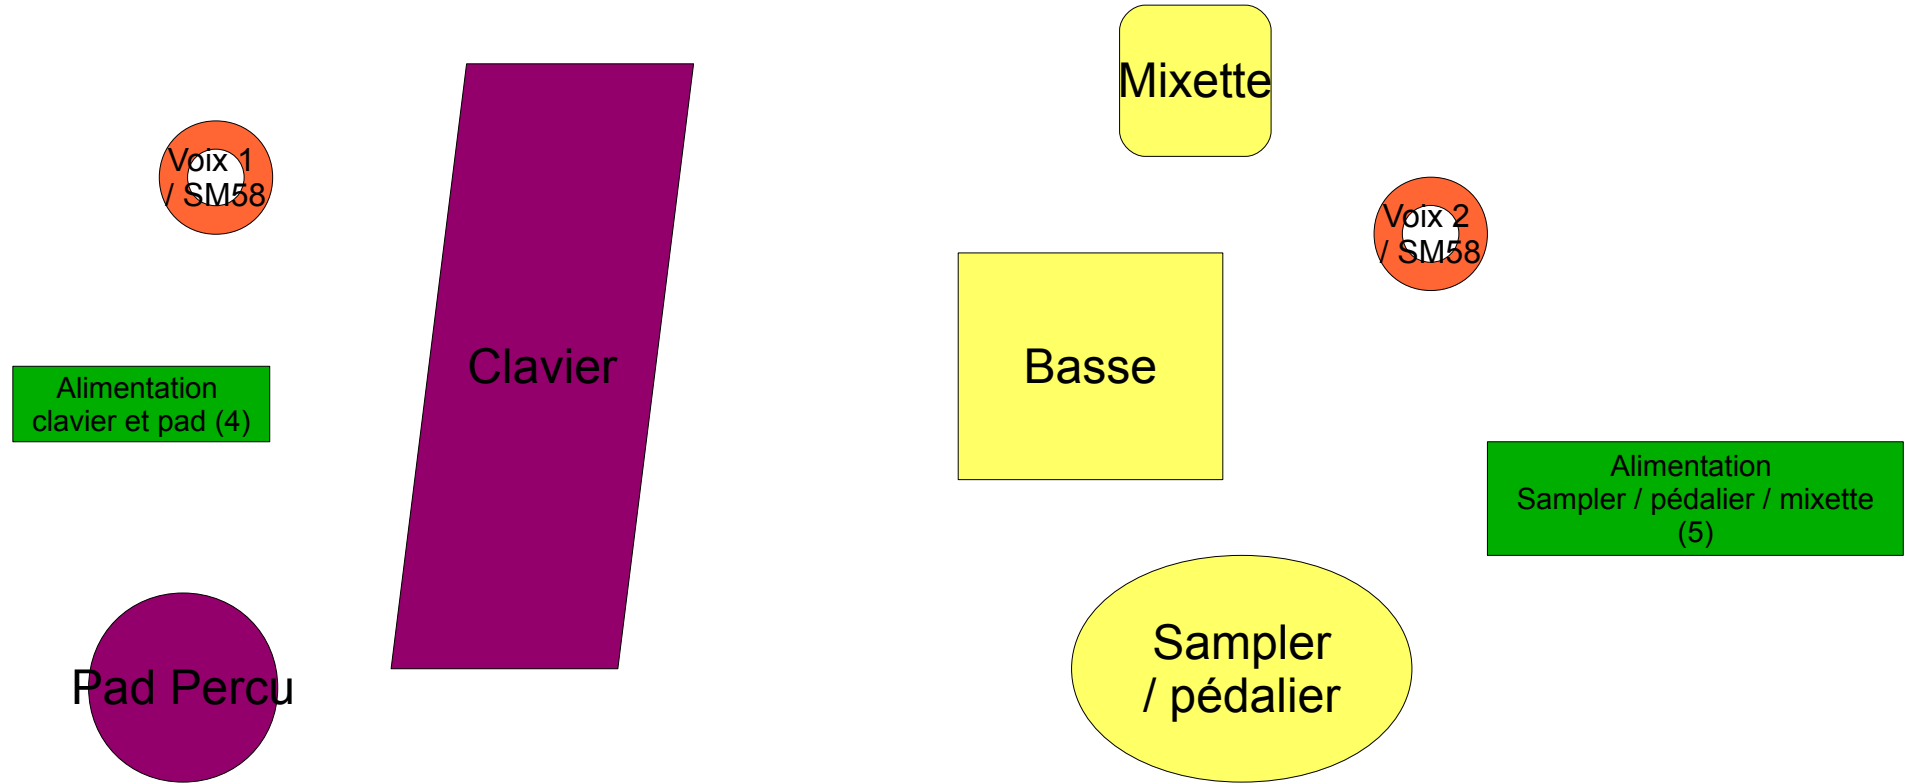 Mixette
Voix 1
/ SM58
Voix 2
/ SM58
Clavier
Basse
Alimentation
clavier et pad (4)
Alimentation
Sampler / pédalier / mixette
(5)
Sampler
/ pédalier
Pad Percu